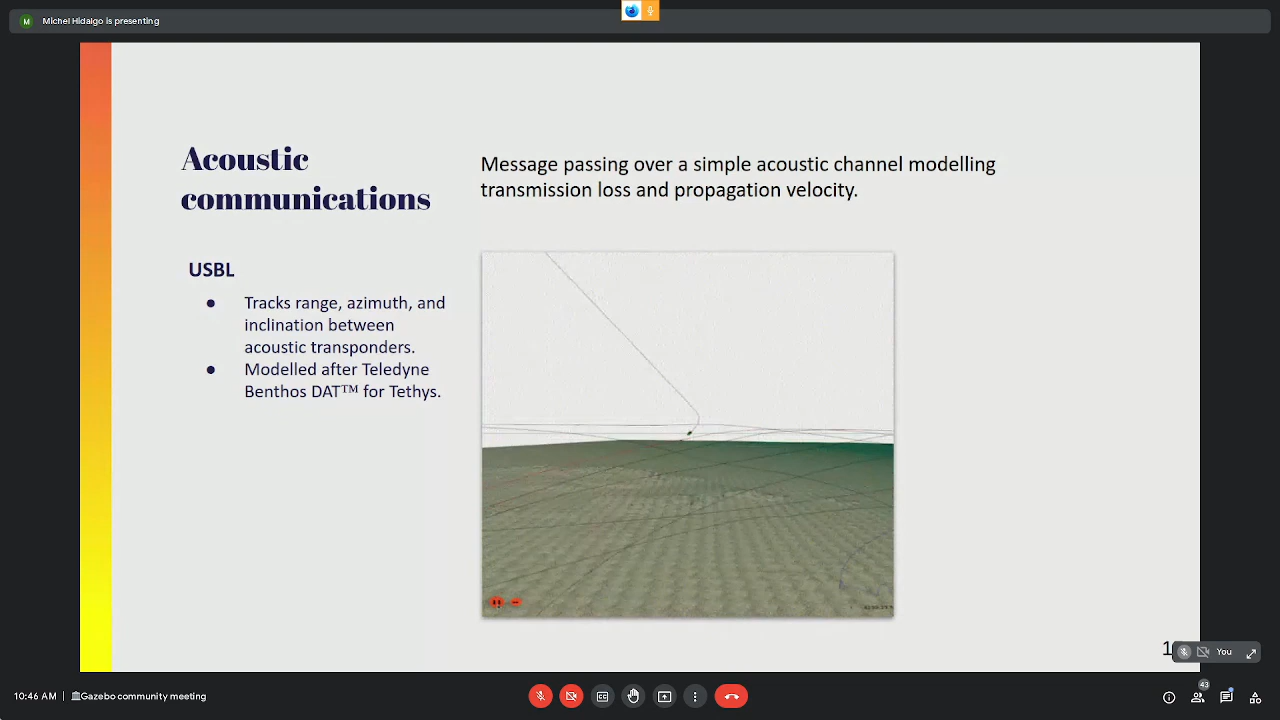 M Michel Hidalgo is presenting
Acoustic
communications
Message passing over a simple acoustic channel modelling
transmission loss and propagation velocity.
USBL
● Tracks range, azimuth, and
inclination between
acoustic transponders.
● Modelled after Teledyne
Benthos DAT™ for Tethys.
You
10:46 AM | 🏛Gazebo community meeting
43